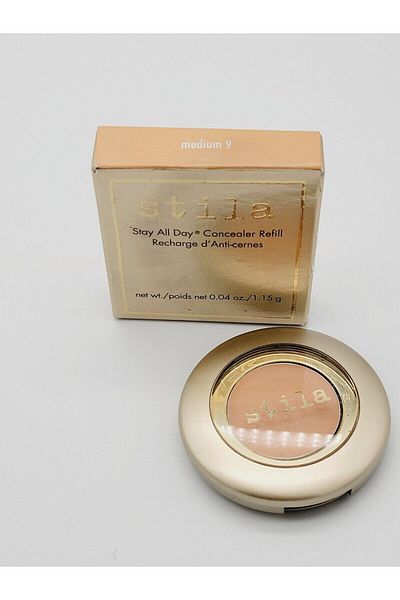 medium 9
stila
Stay All Day® Concealer Refill
Recharge d'Anti-cernes
net wt./poids net 0.04 oz./1.15 g
stila